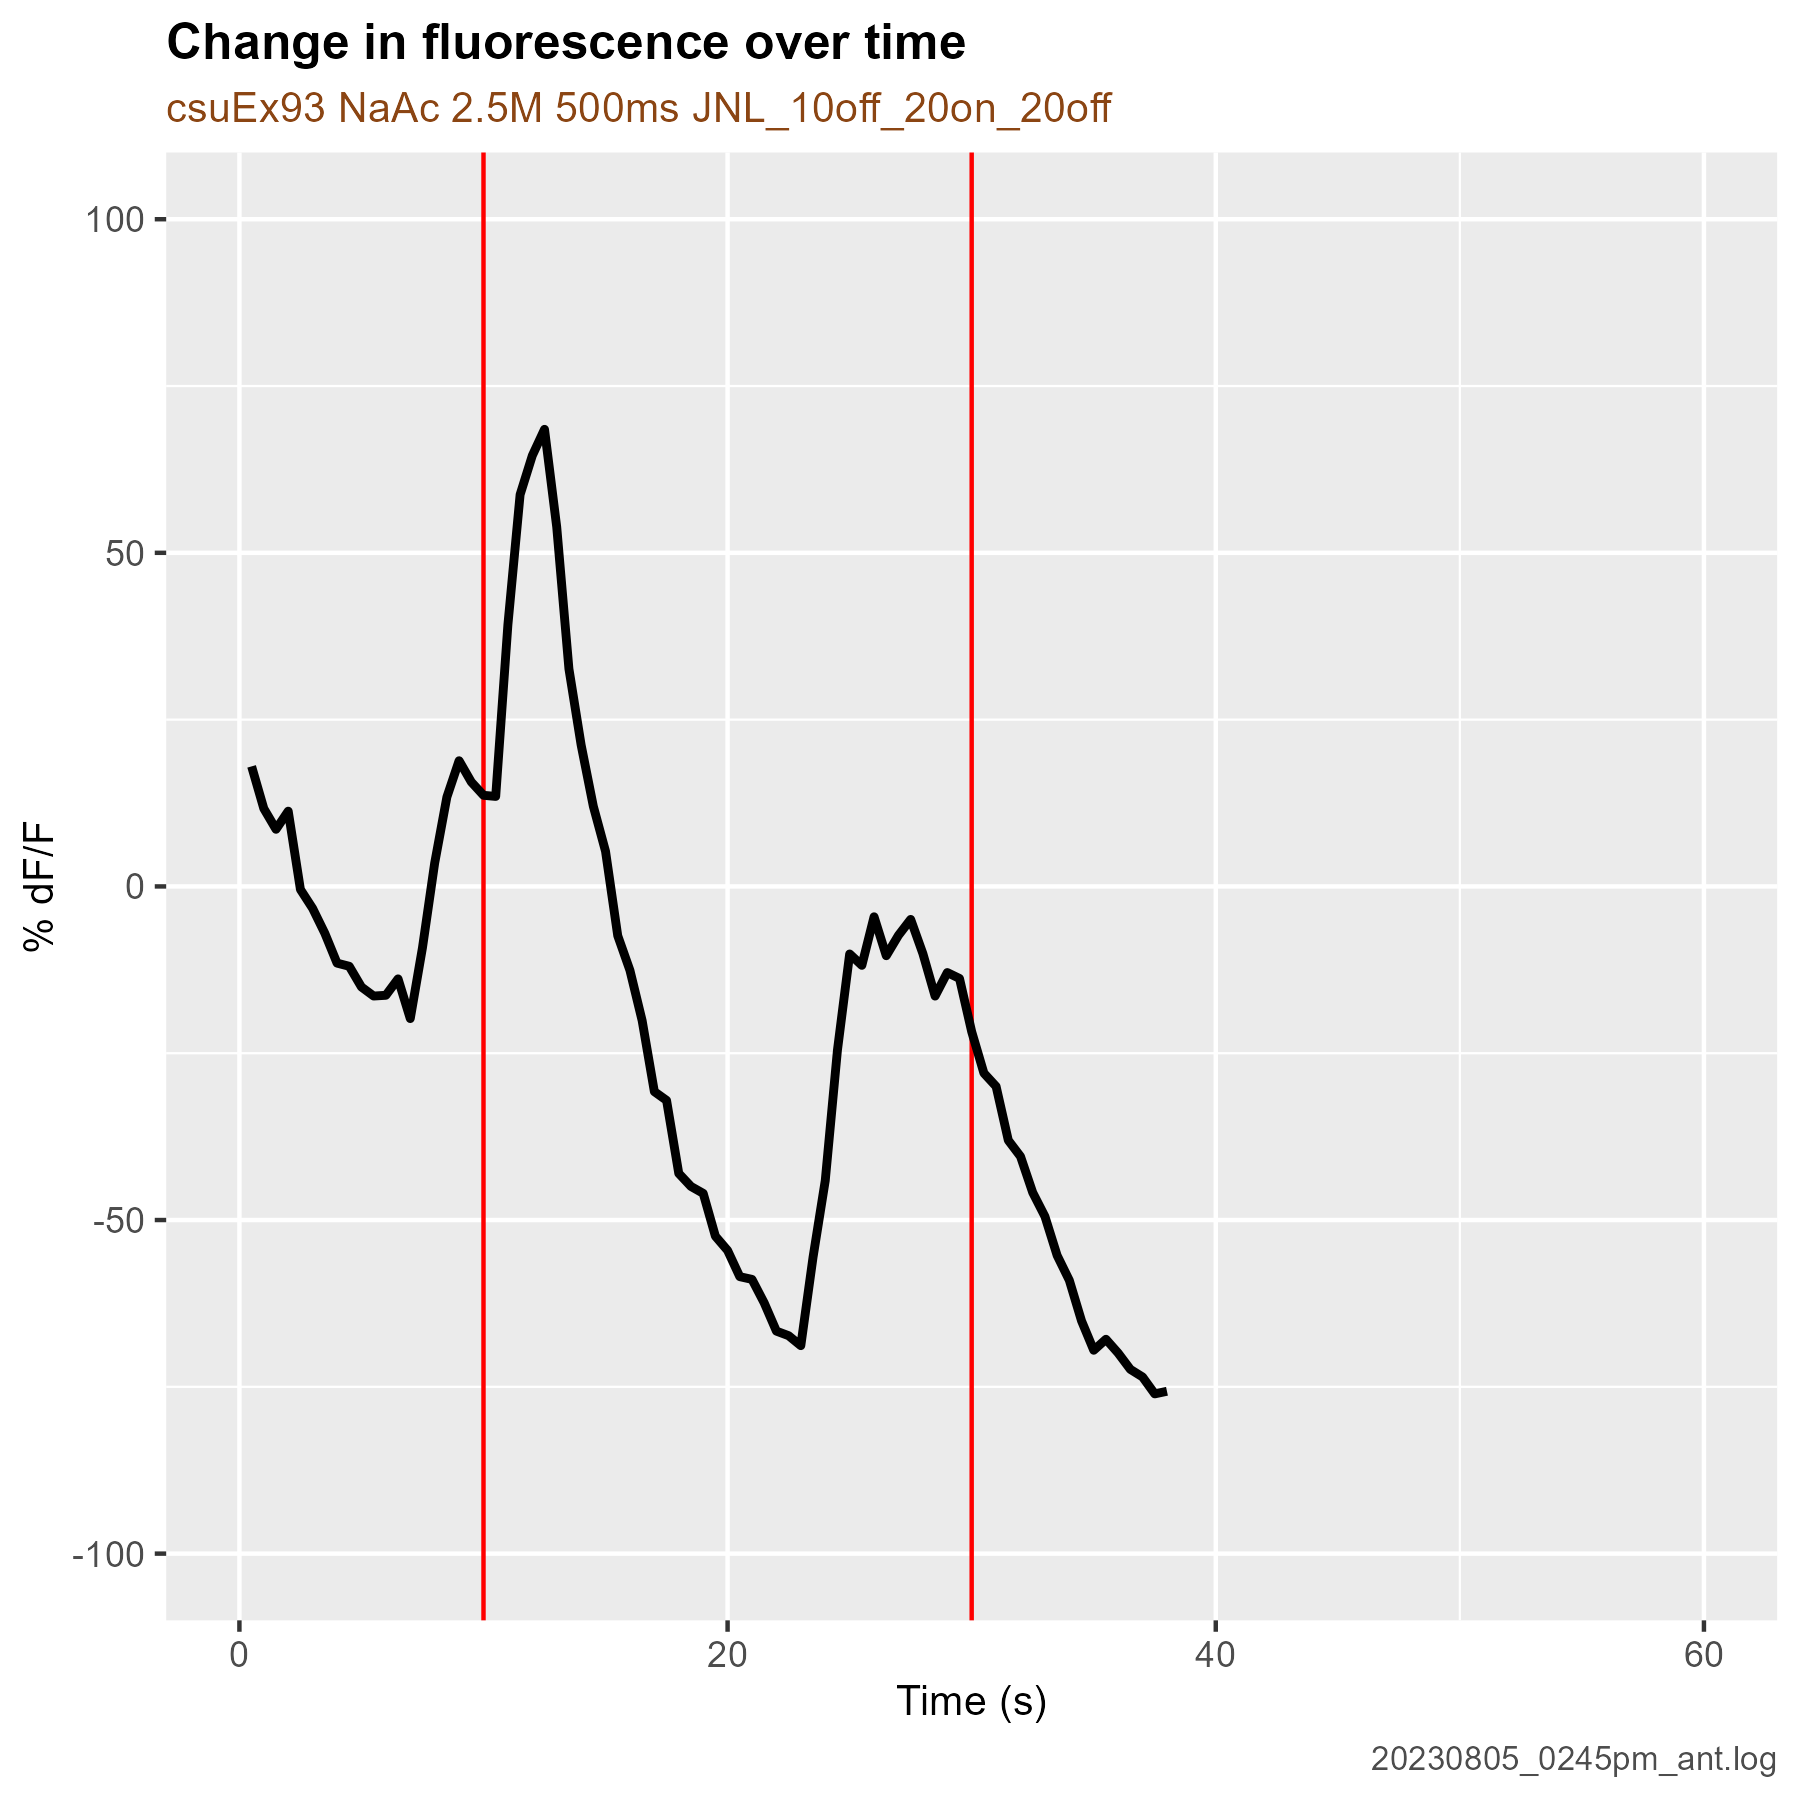 Change in fluorescence over time
csuEx93 NaAc 2.5M 500ms JNL_10off_20on_20off
100
50
0
-50
-100
% dF/F
0 20 40 60
Time (s)
20230805_0245pm_ant.log